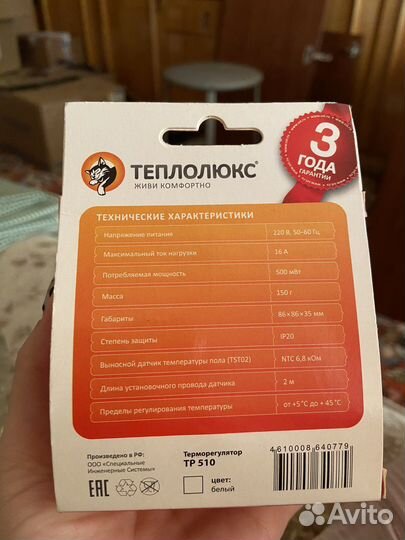 ТЕПЛОЛЮКС®
ЖИВИ КОМФОРТНО
3
ГОДА
ГАРАНТИИ
ТЕХНИЧЕСКИЕ ХАРАКТЕРИСТИКИ
Напряжение питания 220 В, 50-60 Гц
Максимальный ток нагрузки 16 А
Потребляемая мощность 500 мВт
Масса 150 г
Габариты 86×86×35 мм
Степень защиты IP20
Выносной датчик температуры пола (TST02) NTC 6,8 кОм
Длина установочного провода датчика 2 м
Пределы регулирования температуры от +5°С до + 45°С
Произведено в РФ:
ООО «Специальные
Инженерные Системы»
EAC
Терморегулятор
ТР 510
цвет:
белый
4 610008 640779
Avito